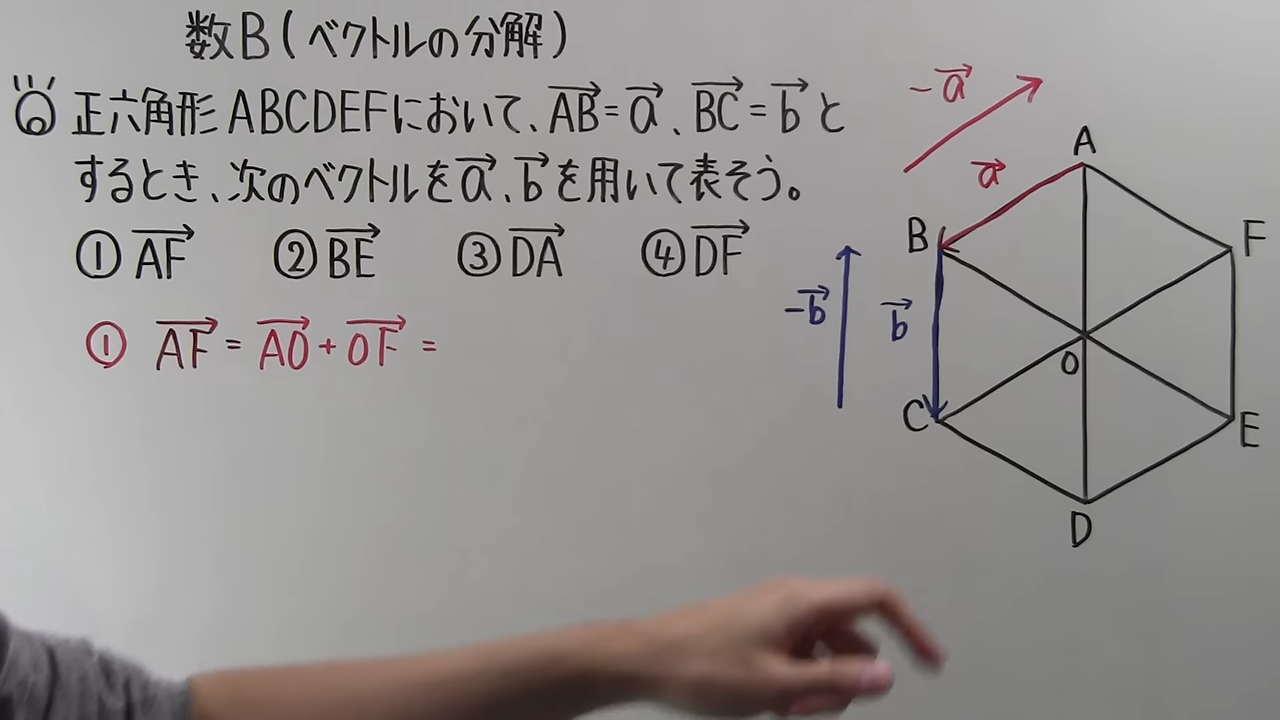 数B(ベクトルの分解)
Q 正六角形ABCDEFにおいて、→AB=→a、→BC=→bと
するとき、次のベクトルを→a、→bを用いて表そう。
①→AF ②→BE ③→DA ④→DF
① →AF=→AO+→OF=
-→a
→a
A
B
F
-→b
→b
O
C
E
D